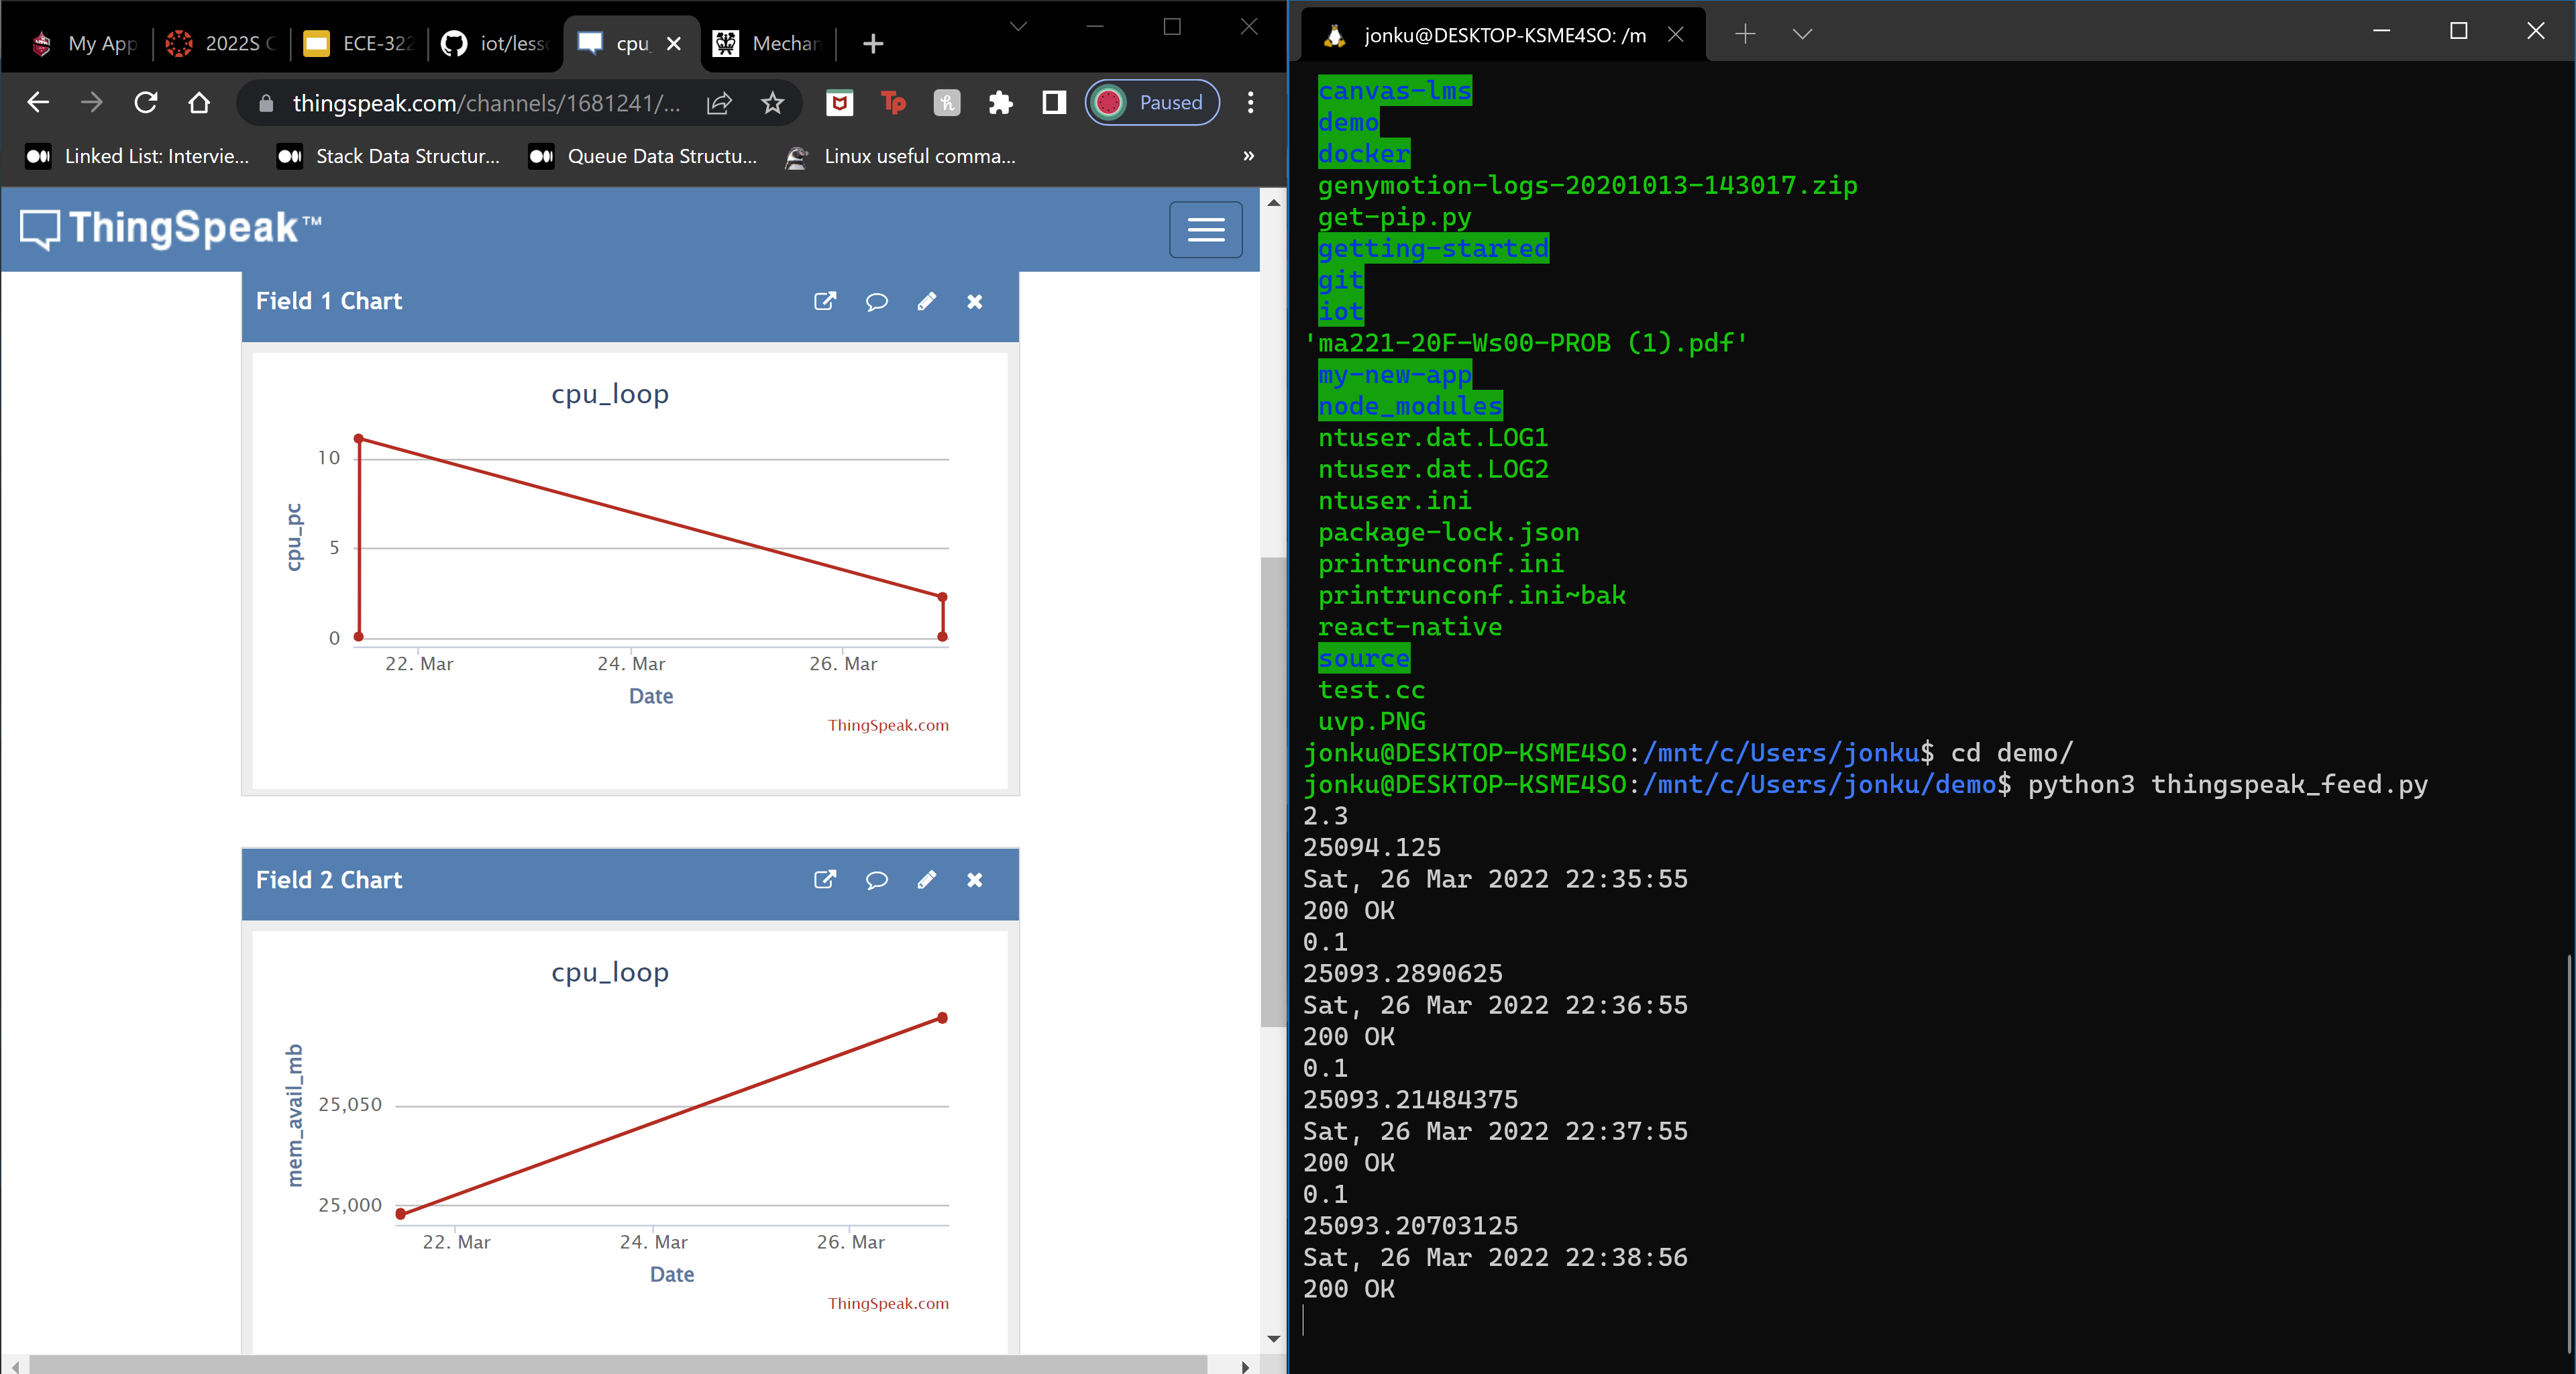 My App
2022S C
ECE-322
iot/lesso
cpu_
Mechan
thingspeak.com/channels/1681241/...
Paused
Linked List: Intervie...
Stack Data Structur...
Queue Data Structu...
Linux useful comma...
»
ThingSpeak™
Field 1 Chart
cpu_loop
10
5
0
cpu_pc
22. Mar
24. Mar
26. Mar
Date
ThingSpeak.com
Field 2 Chart
cpu_loop
25,050
25,000
mem_avail_mb
22. Mar
24. Mar
26. Mar
Date
ThingSpeak.com
jonku@DESKTOP-KSME4SO: /m
canvas-lms
demo
docker
genymotion-logs-20201013-143017.zip
get-pip.py
getting-started
git
iot
'ma221-20F-Ws00-PROB (1).pdf'
my-new-app
node_modules
ntuser.dat.LOG1
ntuser.dat.LOG2
ntuser.ini
package-lock.json
printrunconf.ini
printrunconf.ini~bak
react-native
source
test.cc
uvp.PNG
jonku@DESKTOP-KSME4SO:/mnt/c/Users/jonku$ cd demo/
jonku@DESKTOP-KSME4SO:/mnt/c/Users/jonku/demo$ python3 thingspeak_feed.py
2.3
25094.125
Sat, 26 Mar 2022 22:35:55
200 OK
0.1
25093.2890625
Sat, 26 Mar 2022 22:36:55
200 OK
0.1
25093.21484375
Sat, 26 Mar 2022 22:37:55
200 OK
0.1
25093.20703125
Sat, 26 Mar 2022 22:38:56
200 OK